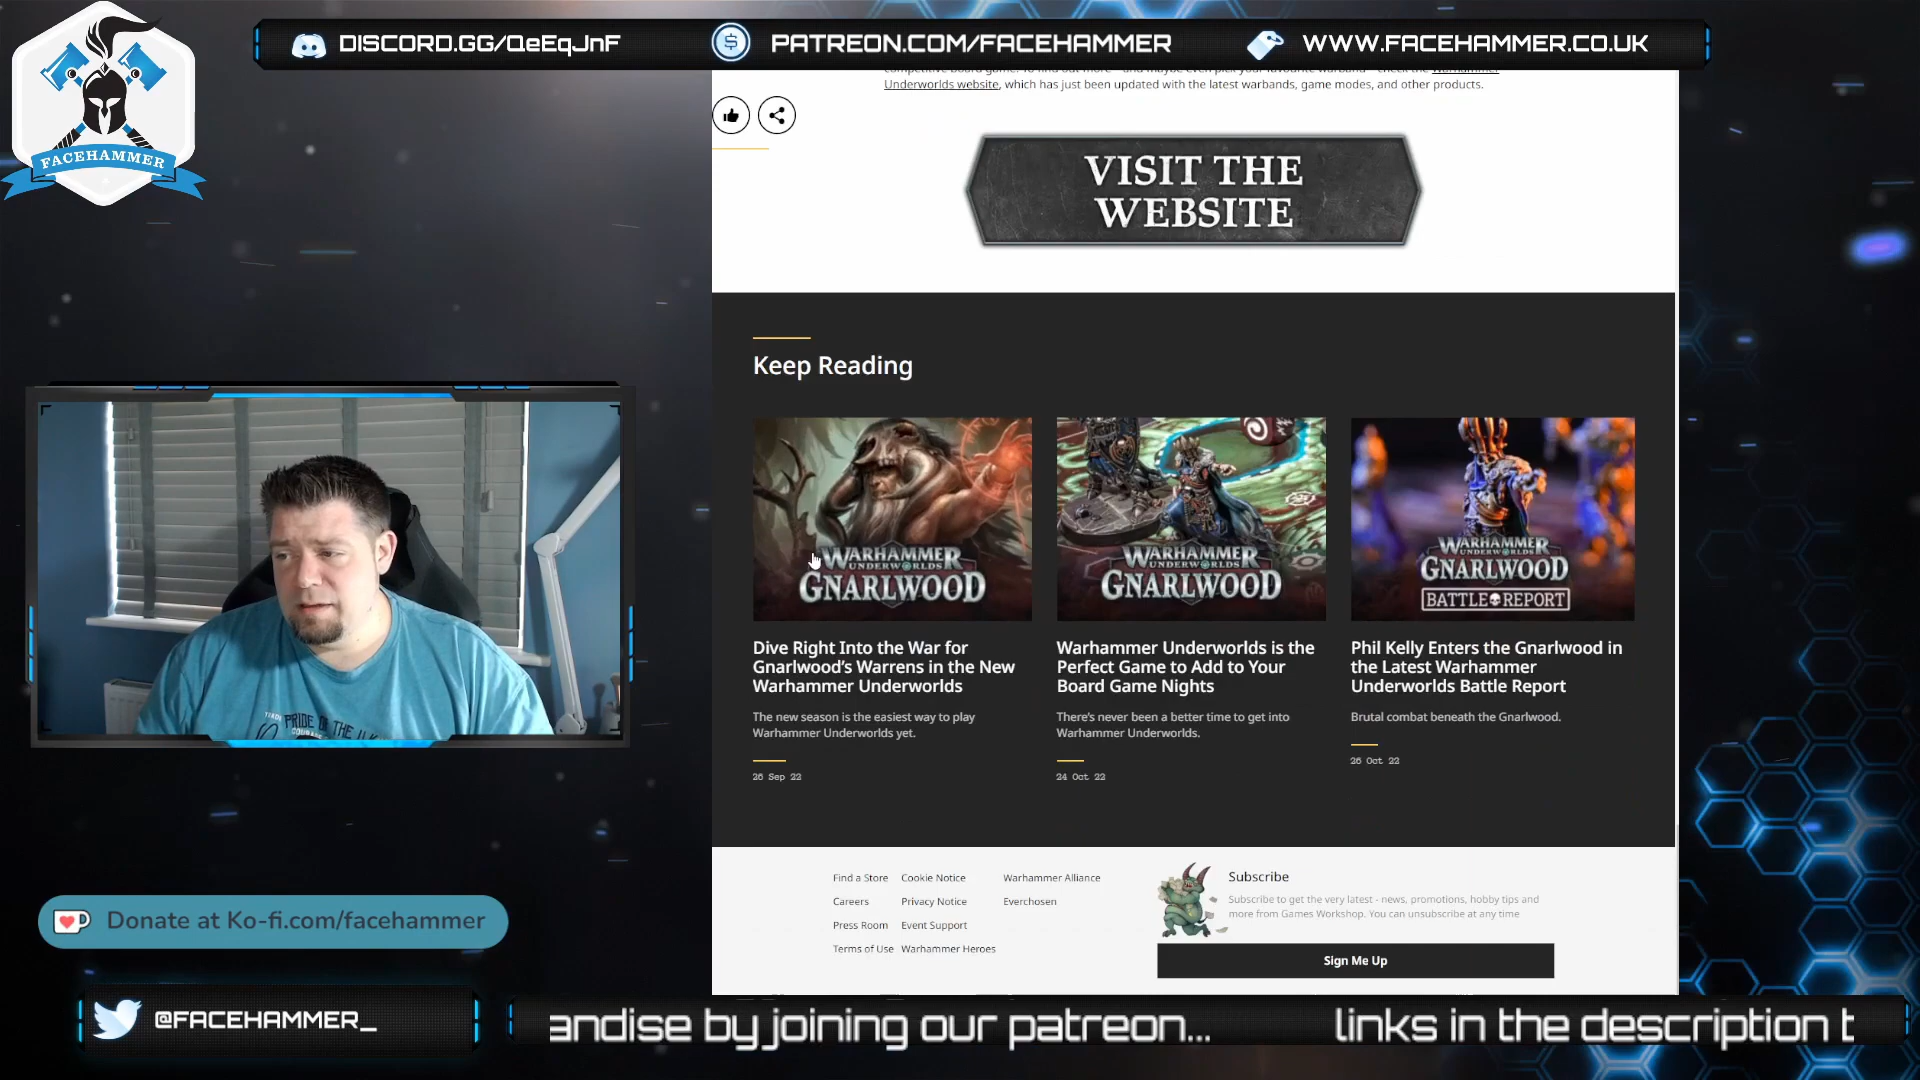 DISCORD.GG/QeEqJnF
PATREON.COM/FACEHAMMER
WWW.FACEHAMMER.CO.UK
FACEHAMMER
Underworlds website, which has just been updated with the latest warbands, game modes, and other products.
VISIT THE
WEBSITE
Keep Reading
WARHAMMER
UNDERWORLDS
GNARLWOOD
WARHAMMER
UNDERWORLDS
GNARLWOOD
WARHAMMER
UNDERWORLDS
GNARLWOOD
BATTLE REPORT
Dive Right Into the War for
Gnarlwood's Warrens in the New
Warhammer Underworlds
The new season is the easiest way to play
Warhammer Underworlds yet.
26 Sep 22
Warhammer Underworlds is the
Perfect Game to Add to Your
Board Game Nights
There's never been a better time to get into
Warhammer Underworlds.
24 Oct 22
Phil Kelly Enters the Gnarlwood in
the Latest Warhammer
Underworlds Battle Report
Brutal combat beneath the Gnarlwood.
26 Oct 22
PRIDE OF THE
Find a Store
Careers
Press Room
Terms of Use
Cookie Notice
Privacy Notice
Event Support
Warhammer Heroes
Warhammer Alliance
Everchosen
Subscribe
Subscribe to get the very latest - news, promotions, hobby tips and
more from Games Workshop. You can unsubscribe at any time
Sign Me Up
Donate at Ko-fi.com/facehammer
@FACEHAMMER_
andise by joining our patreon... links in the description